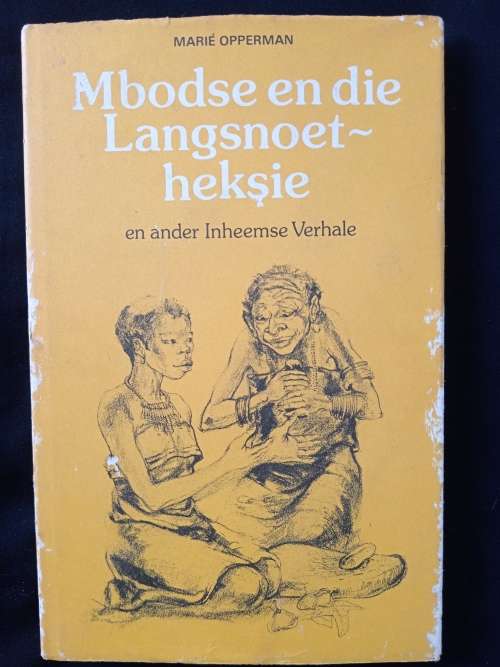 MARIÉ OPPERMAN
Mbodse en die
Langsnoet~
heksie
en ander Inheemse Verhale